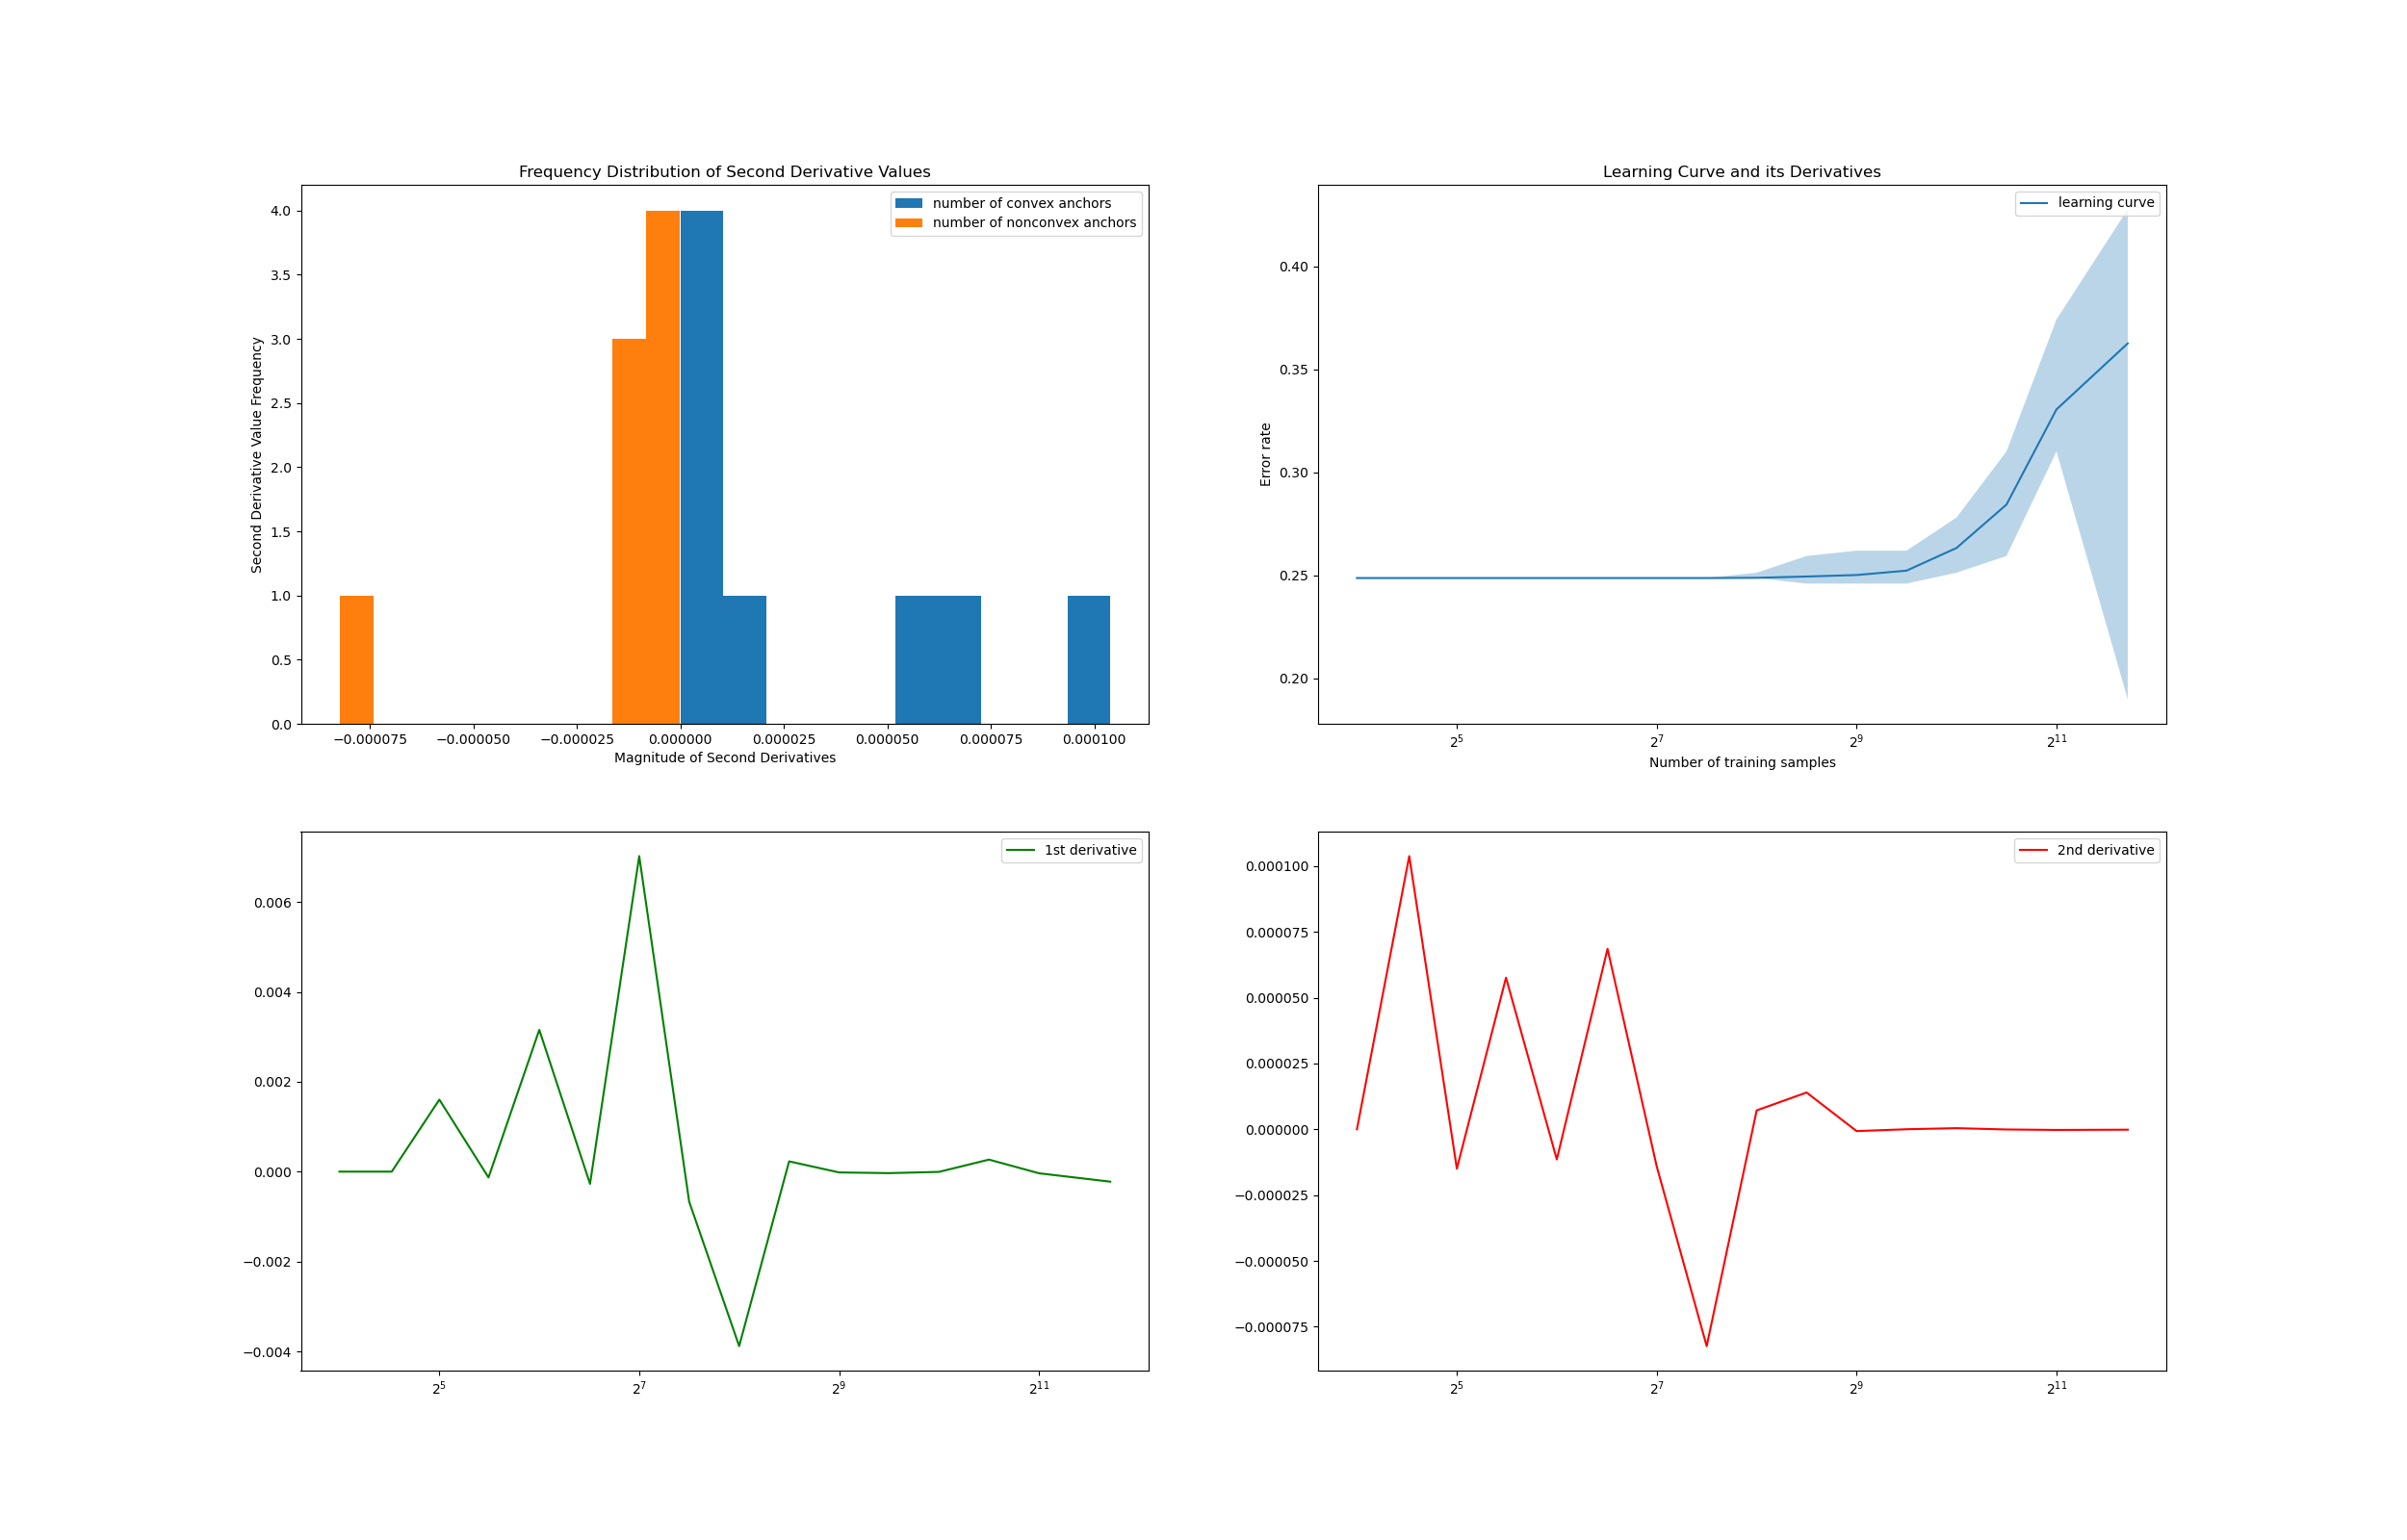 Frequency Distribution of Second Derivative Values
number of convex anchors
number of nonconvex anchors
4.0
3.5
3.0
2.5
2.0
1.5
1.0
0.5
0.0
Second Derivative Value Frequency
−0.000075 −0.000050 −0.000025 0.000000 0.000025 0.000050 0.000075 0.000100
Magnitude of Second Derivatives
Learning Curve and its Derivatives
learning curve
0.40
0.35
0.30
0.25
0.20
Error rate
2^5 2^7 2^9 2^11
Number of training samples
1st derivative
0.006
0.004
0.002
0.000
−0.002
−0.004
2^5 2^7 2^9 2^11
2nd derivative
0.000100
0.000075
0.000050
0.000025
0.000000
−0.000025
−0.000050
−0.000075
2^5 2^7 2^9 2^11